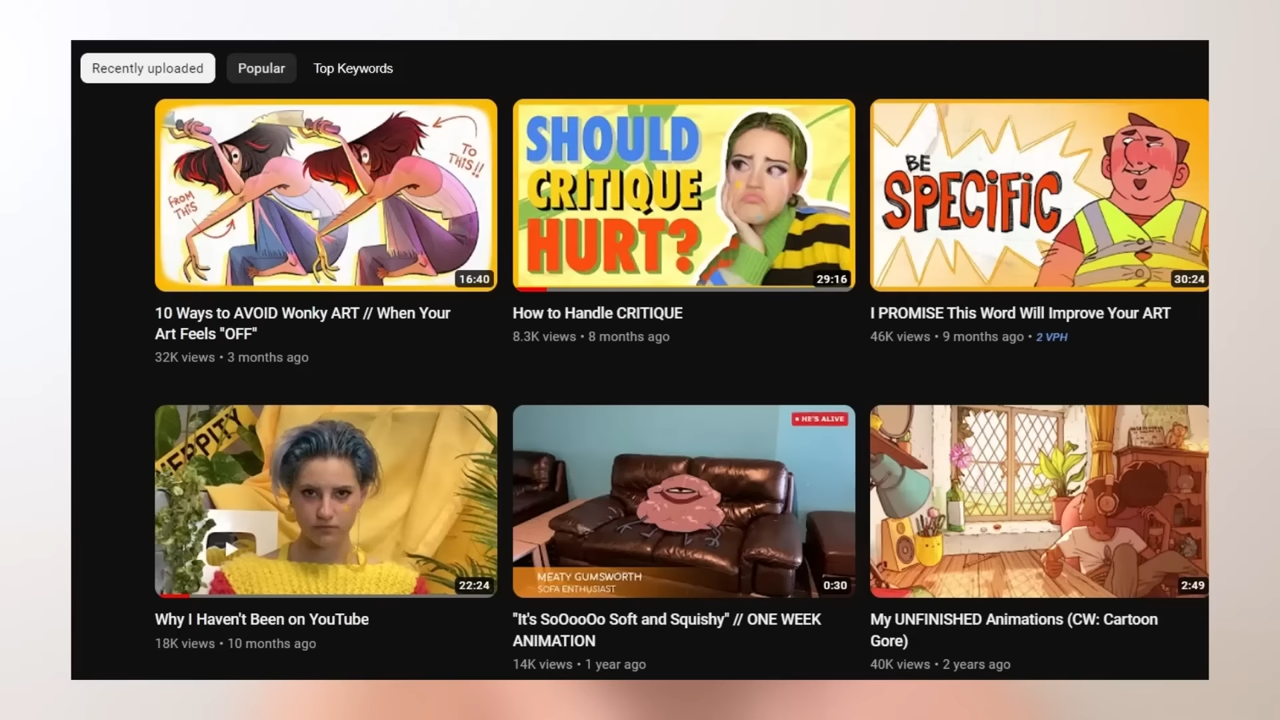 Recently uploaded
Popular
Top Keywords
FROM THIS
TO THIS!!
16:40
SHOULD
CRITIQUE
HURT?
29:16
BE
SPECIFIC
30:24
10 Ways to AVOID Wonky ART // When Your
Art Feels "OFF"
32K views • 3 months ago
How to Handle CRITIQUE
8.3K views • 8 months ago
I PROMISE This Word Will Improve Your ART
46K views • 9 months ago • 2 VPH
HEPPITY
22:24
HE'S ALIVE
MEATY GUMSWORTH
SOFA ENTHUSIAST
0:30
2:49
Why I Haven't Been on YouTube
18K views • 10 months ago
"It's SoOooOo Soft and Squishy" // ONE WEEK
ANIMATION
14K views • 1 year ago
My UNFINISHED Animations (CW: Cartoon
Gore)
40K views • 2 years ago